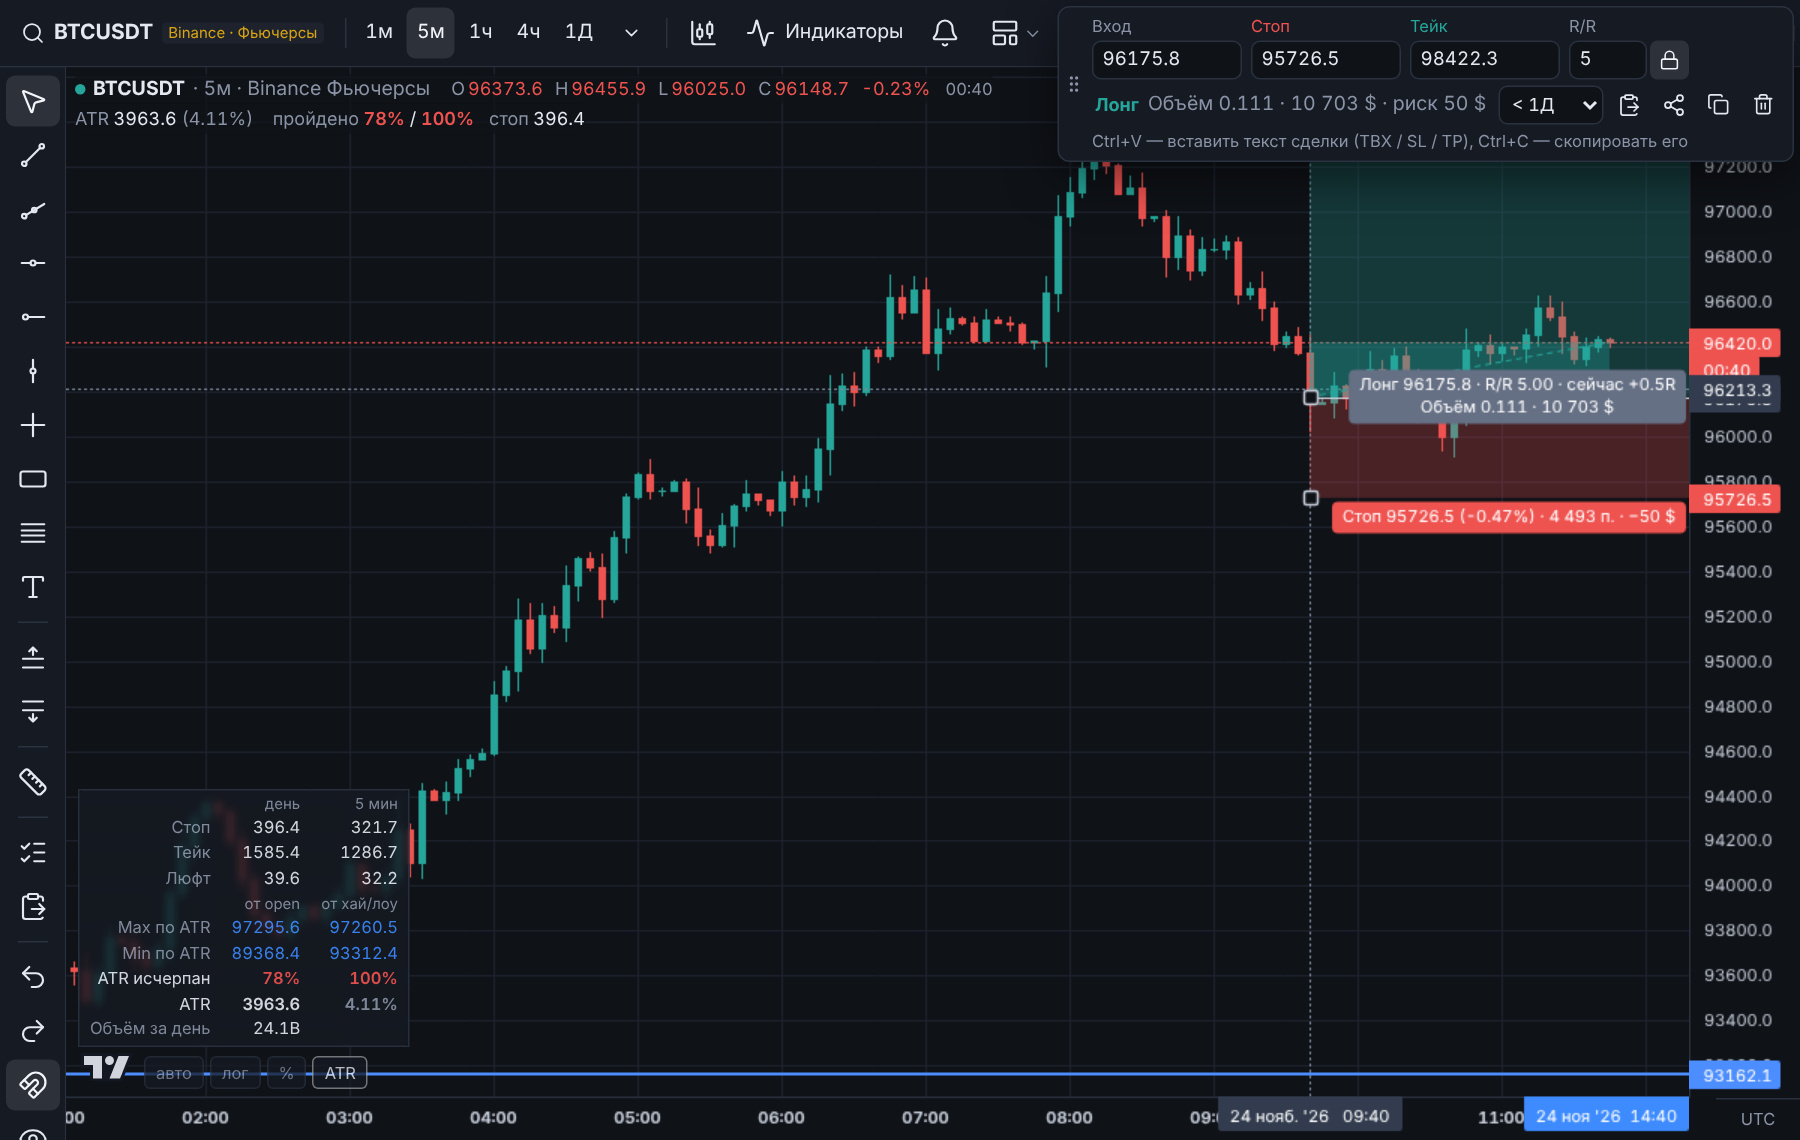 BTCUSDT Binance · Фьючерсы 1м 5м 1ч 4ч 1Д Индикаторы
Вход Стоп Тейк R/R
96175.8 95726.5 98422.3 5
Лонг Объём 0.111 · 10 703 $ · риск 50 $ < 1Д
Ctrl+V — вставить текст сделки (ТВХ / SL / TP), Ctrl+C — скопировать его
BTCUSDT · 5м · Binance Фьючерсы O 96373.6 H 96455.9 L 96025.0 C 96148.7 -0.23% 00:40
ATR 3963.6 (4.11%) пройдено 78% / 100% стоп 396.4
97200.0
97000.0
96800.0
96600.0
96420.0
00:40
96213.3
96000.0
95800.0
95726.5
95600.0
95400.0
95200.0
95000.0
94800.0
94600.0
94400.0
94200.0
94000.0
93800.0
93600.0
93400.0
93162.1
Лонг 96175.8 · R/R 5.00 · сейчас +0.5R
Объём 0.111 · 10 703 $
Стоп 95726.5 (-0.47%) · 4 493 п. · −50 $
день 5 мин
Стоп 396.4 321.7
Тейк 1585.4 1286.7
Люфт 39.6 32.2
от open от хай/лоу
Max по ATR 97295.6 97260.5
Min по ATR 89368.4 93312.4
ATR исчерпан 78% 100%
ATR 3963.6 4.11%
Объём за день 24.1B
авто лог % ATR
02:00 03:00 04:00 05:00 06:00 07:00 08:00 24 нояб. '26 09:40 11:00 24 ноя '26 14:40 UTC